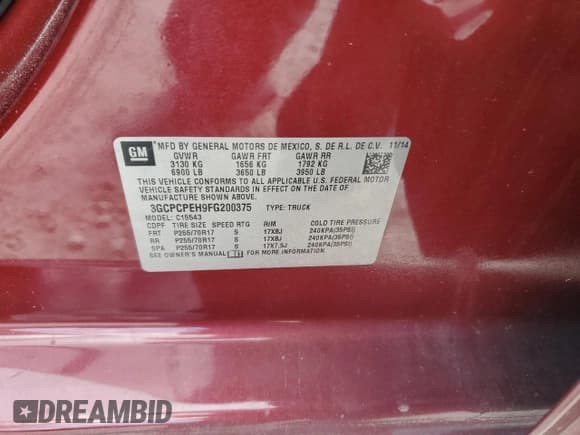 GM
*MFD BY GENERAL MOTORS DE MEXICO, S. DE R.L. DE C.V. 11/14
GVWR GAWR FRT GAWR RR
3130 KG 1656 KG 1792 KG
6900 LB 3650 LB 3950 LB
THIS VEHICLE CONFORMS TO ALL APPLICABLE U.S. FEDERAL MOTOR
VEHICLE SAFETY STANDARDS IN EFFECT ON THE DATE OF
MANUFACTURE SHOWN ABOVE.
3GCPCPEH9FG200375 TYPE: TRUCK
MODEL: C15543
CDPF TIRE SIZE SPEED RTG RIM COLD TIRE PRESSURE
FRT P255/70R17 S 17X8J 240KPA(35PSI)
RR P255/70R17 S 17X8J 240KPA(35PSI)
SPA P255/70R17 S 17X7.5J 240KPA(35PSI)
SEE OWNER'S MANUAL FOR MORE INFORMATION.
DREAMBID